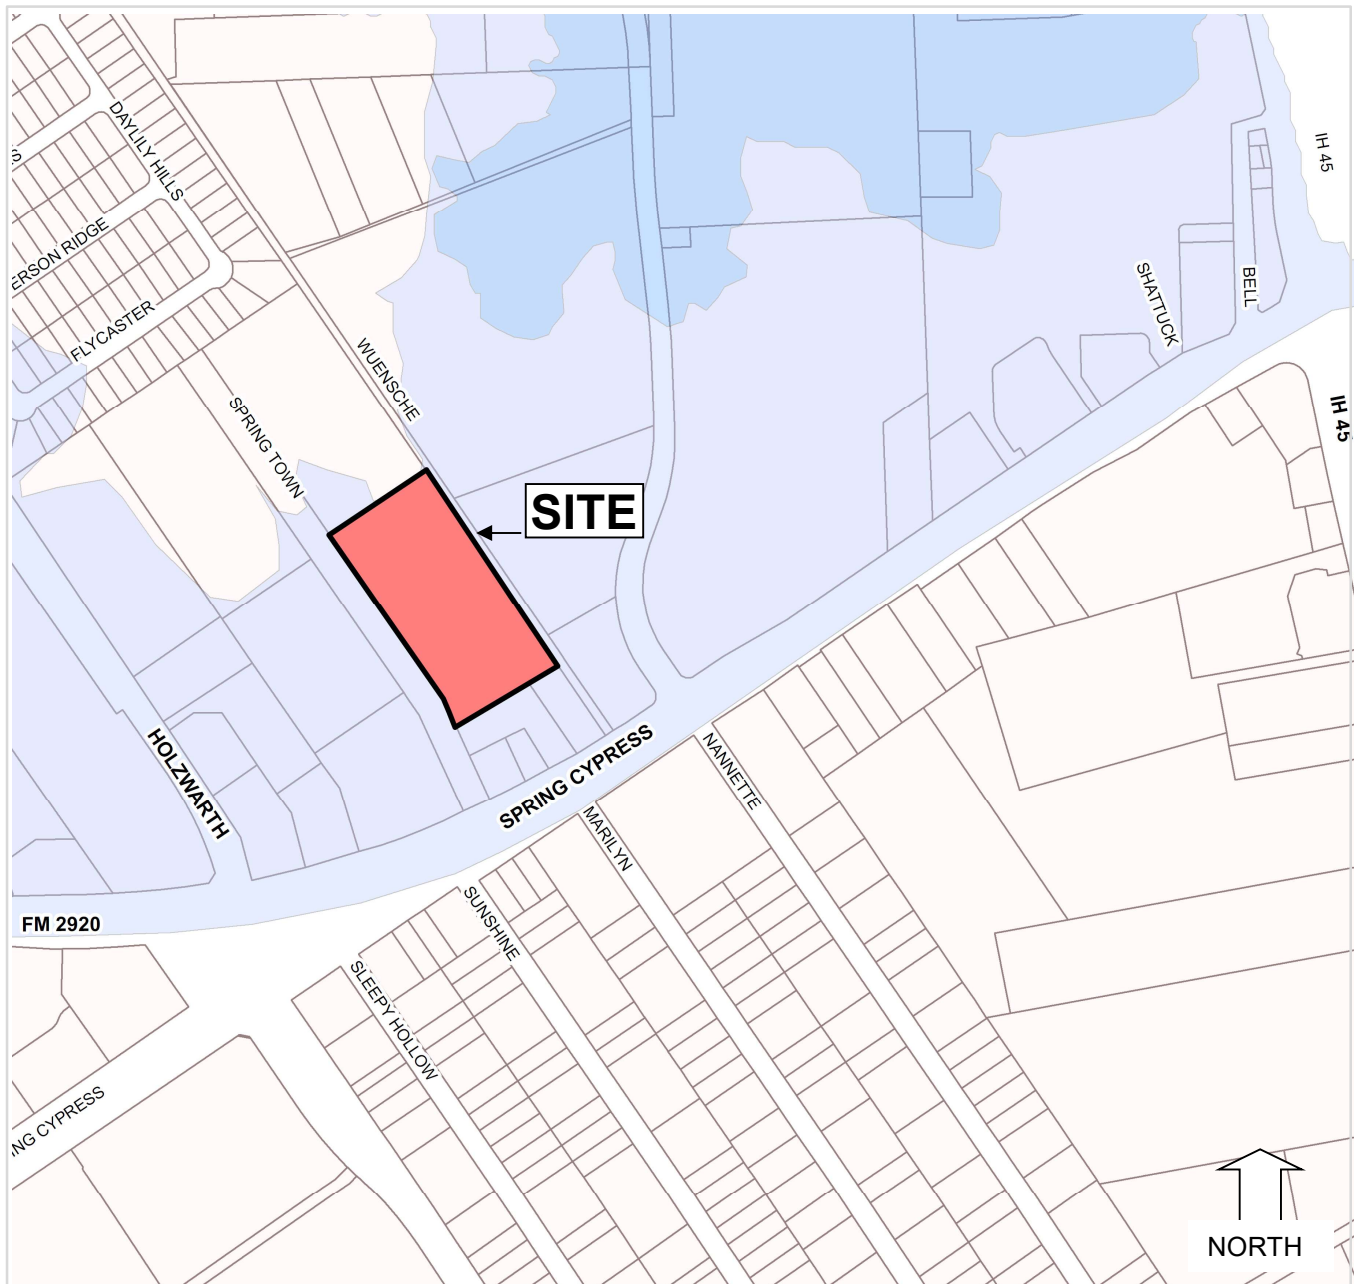 DAYLILY HILLS
IH 45
S
ERSON RIDGE
SHATTUCK
BELL
FLYCASTER
WUENSCHE
SPRING TOWN
IH 45
SITE
HOLZWARTH
SPRING CYPRESS
NANNETTE
MARILYN
FM 2920
SUNSHINE
SLEEPY HOLLOW
NG CYPRESS
NORTH